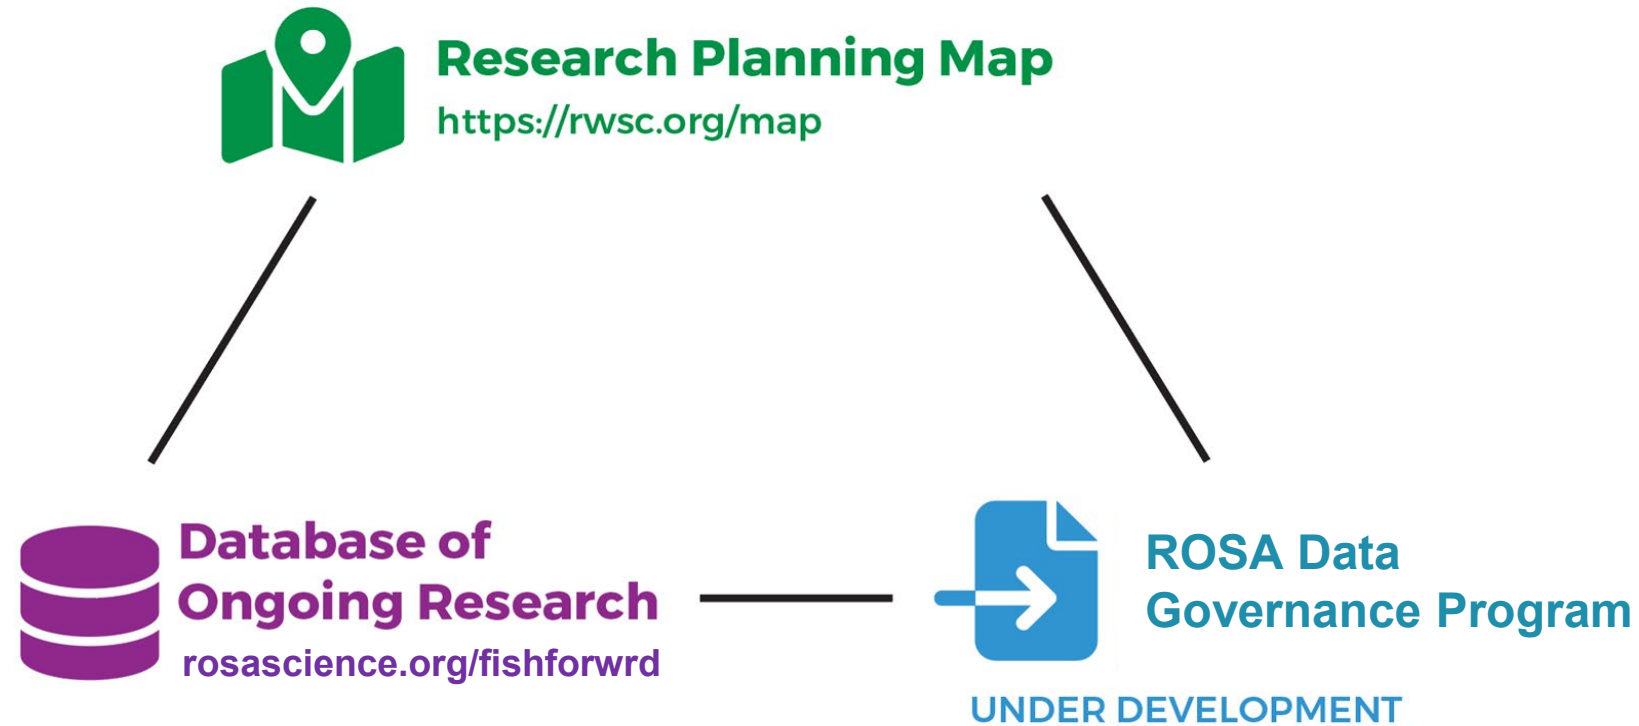 Research Planning Map
https://rwsc.org/map
Database of
Ongoing Research
rosascience.org/fishforwrd
ROSA Data
Governance Program
UNDER DEVELOPMENT